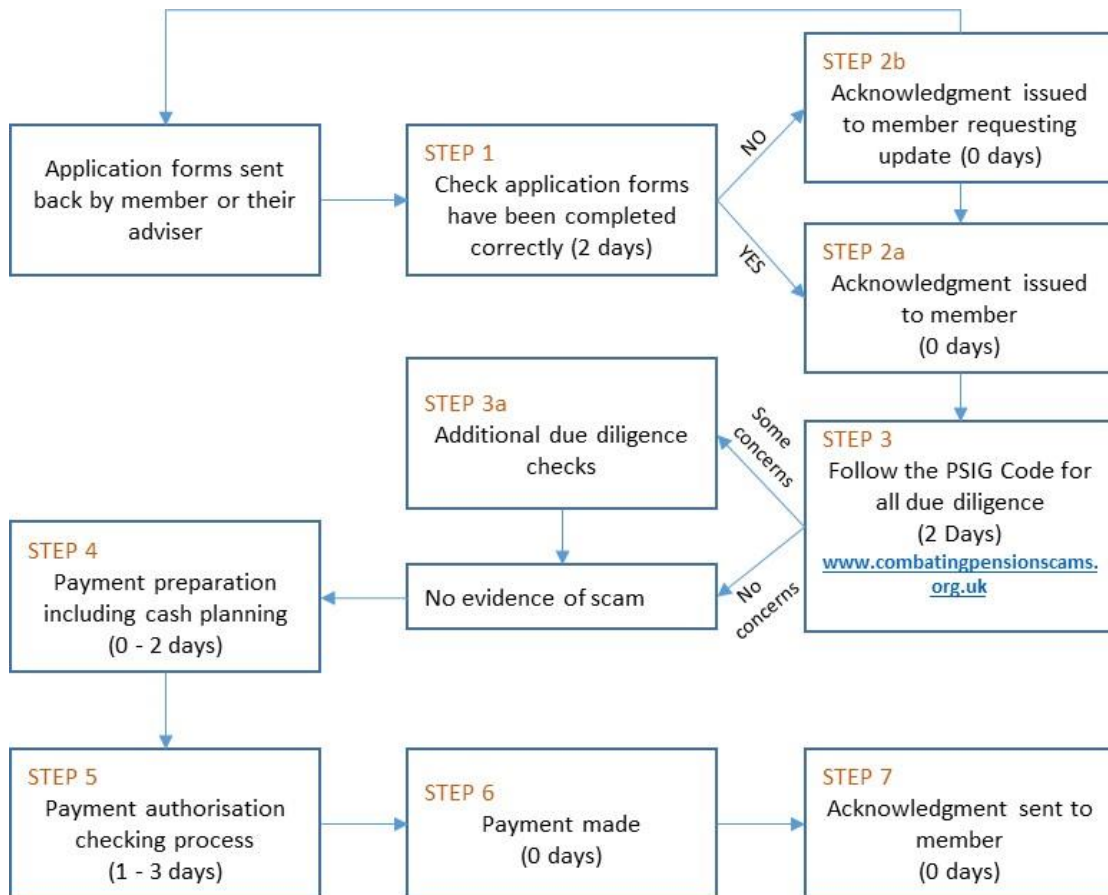 Application forms sent
back by member or their
adviser
STEP 1
Check application forms
have been completed
correctly (2 days)
NO
YES
STEP 2b
Acknowledgment issued
to member requesting
update (0 days)
STEP 2a
Acknowledgment issued
to member
(0 days)
STEP 3
Follow the PSIG Code for
all due diligence
(2 Days)
www.combatingpensionscams.
org.uk
Some
concerns
No
concerns
STEP 3a
Additional due diligence
checks
No evidence of scam
STEP 4
Payment preparation
including cash planning
(0 - 2 days)
STEP 5
Payment authorisation
checking process
(1 - 3 days)
STEP 6
Payment made
(0 days)
STEP 7
Acknowledgment sent to
member
(0 days)